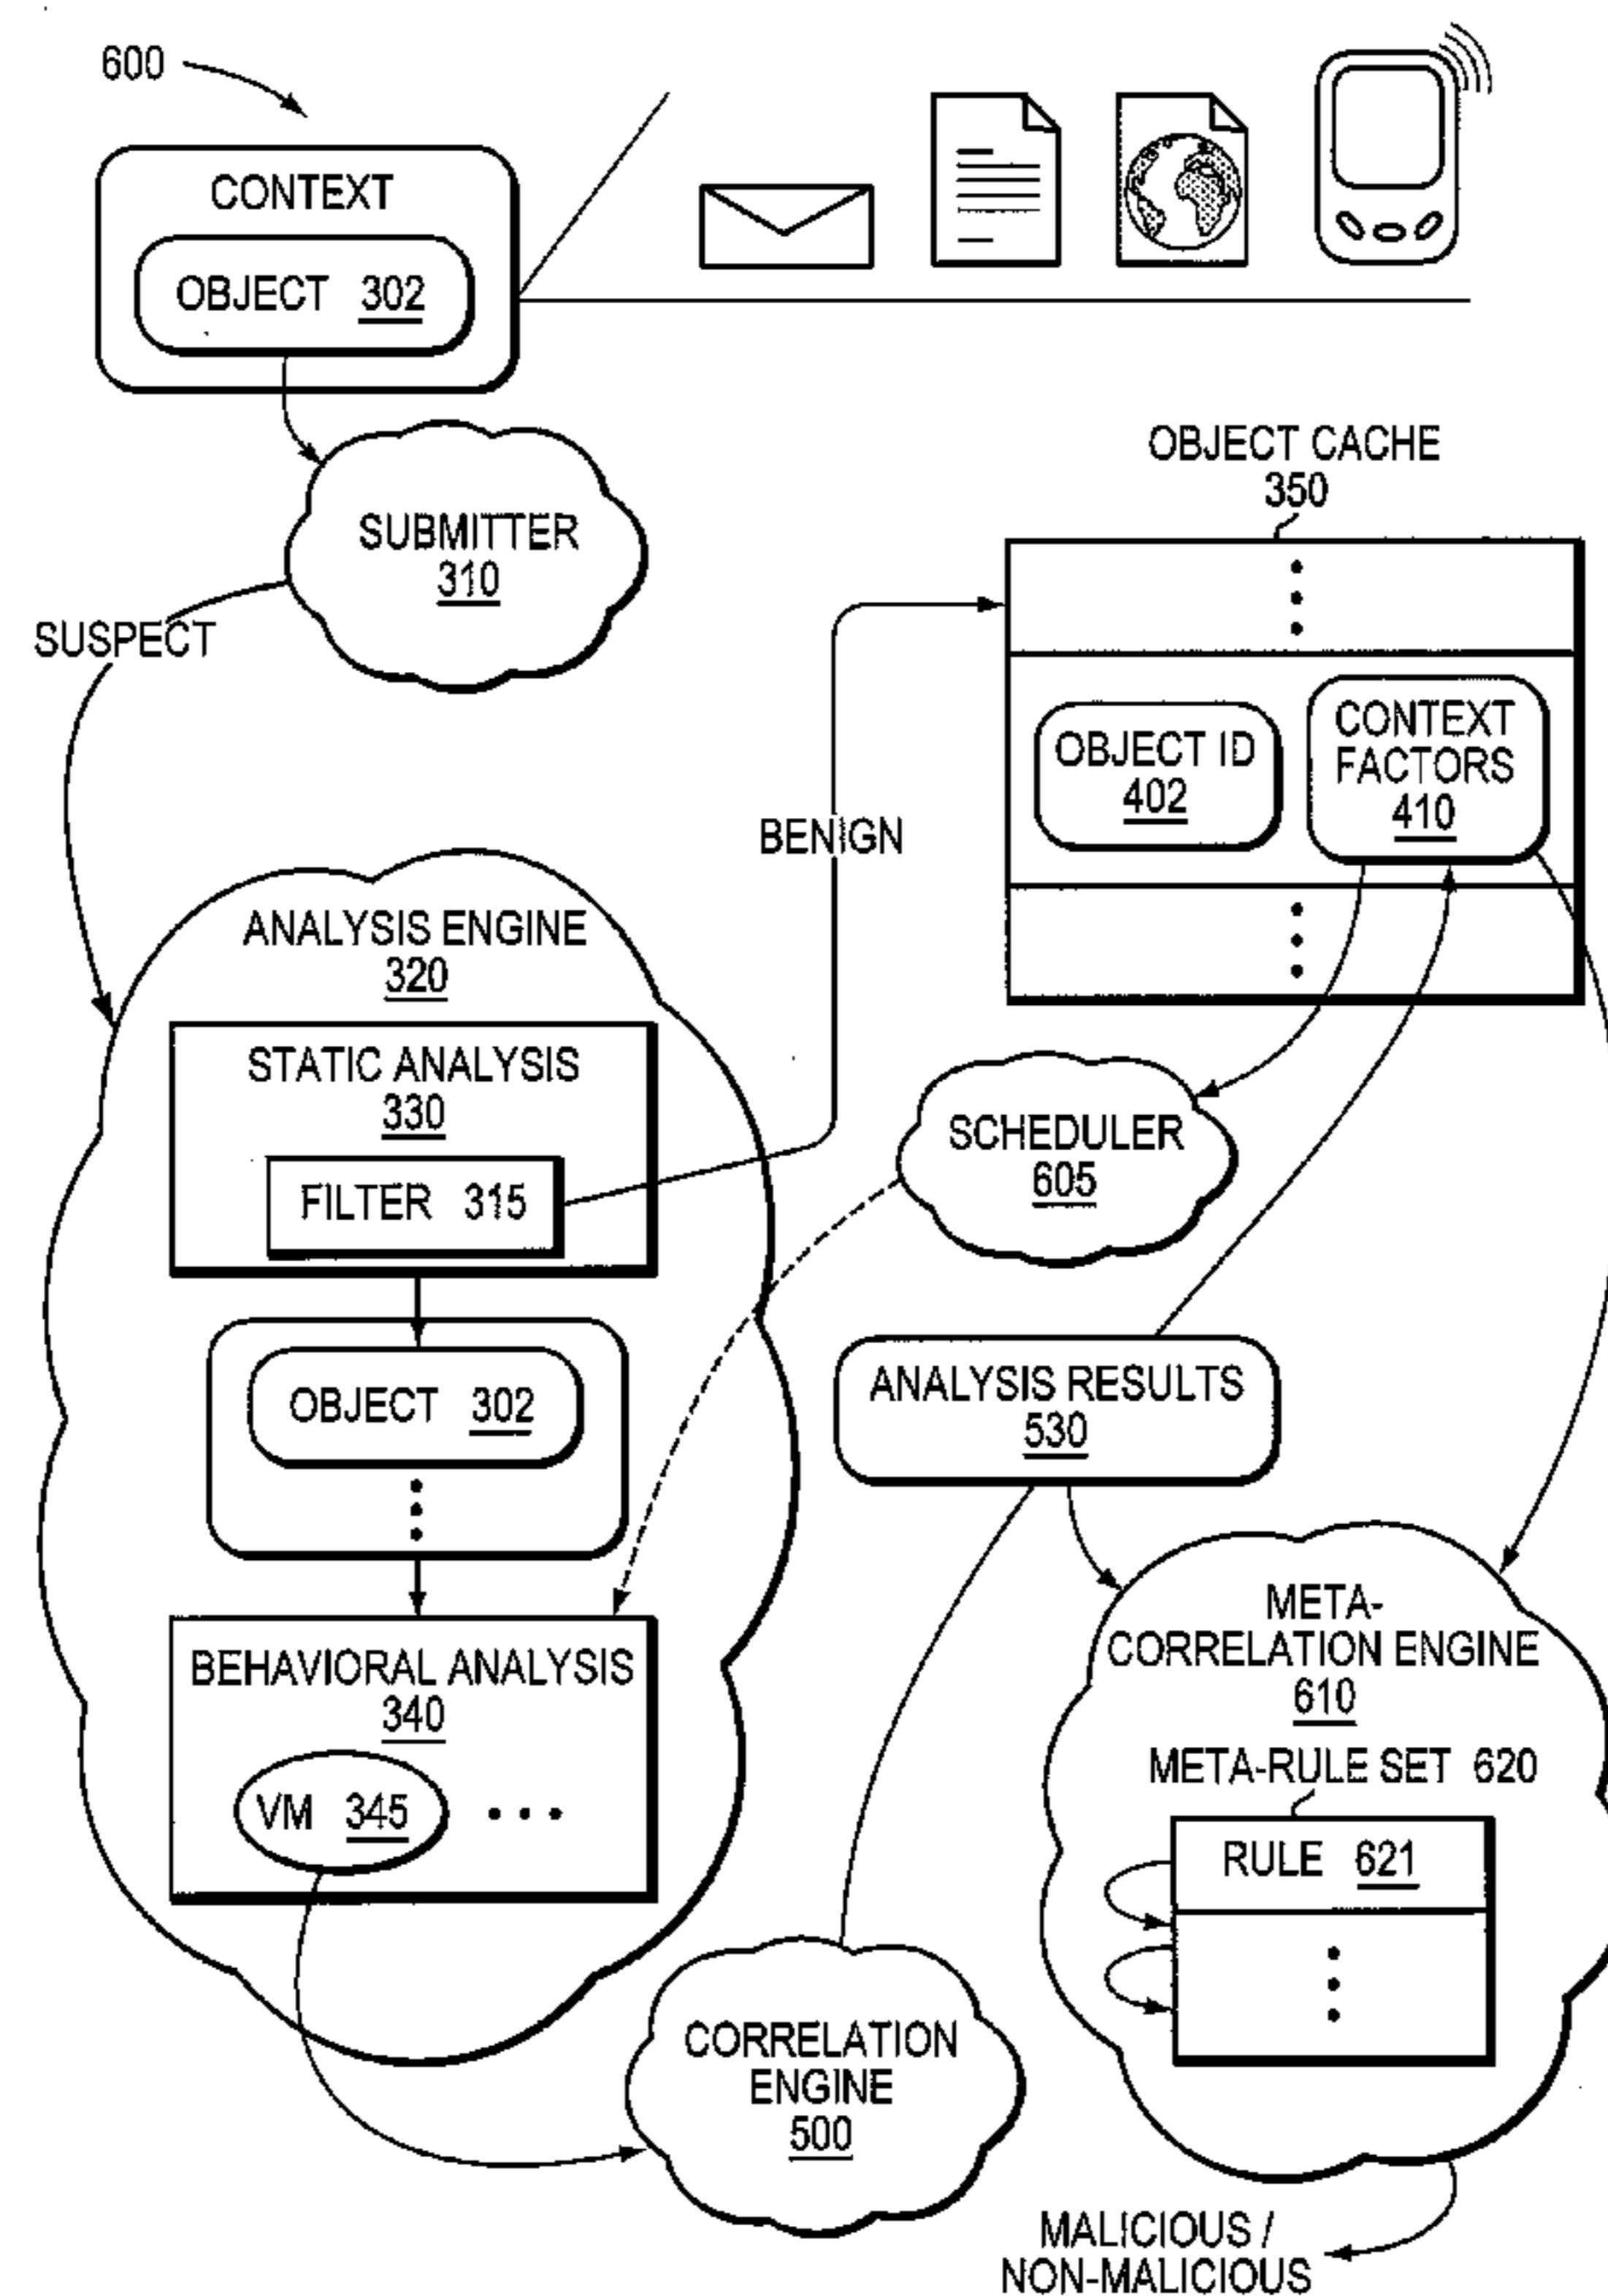 600
CONTEXT
OBJECT 302
SUBMITTER
310
SUSPECT
OBJECT CACHE
350
OBJECT ID
402
CONTEXT
FACTORS
410
BENIGN
ANALYSIS ENGINE
320
STATIC ANALYSIS
330
FILTER 315
SCHEDULER
605
OBJECT 302
ANALYSIS RESULTS
530
BEHAVIORAL ANALYSIS
340
VM 345
META-
CORRELATION ENGINE
610
META-RULE SET 620
RULE 621
CORRELATION
ENGINE
500
MALICIOUS /
NON-MALICIOUS